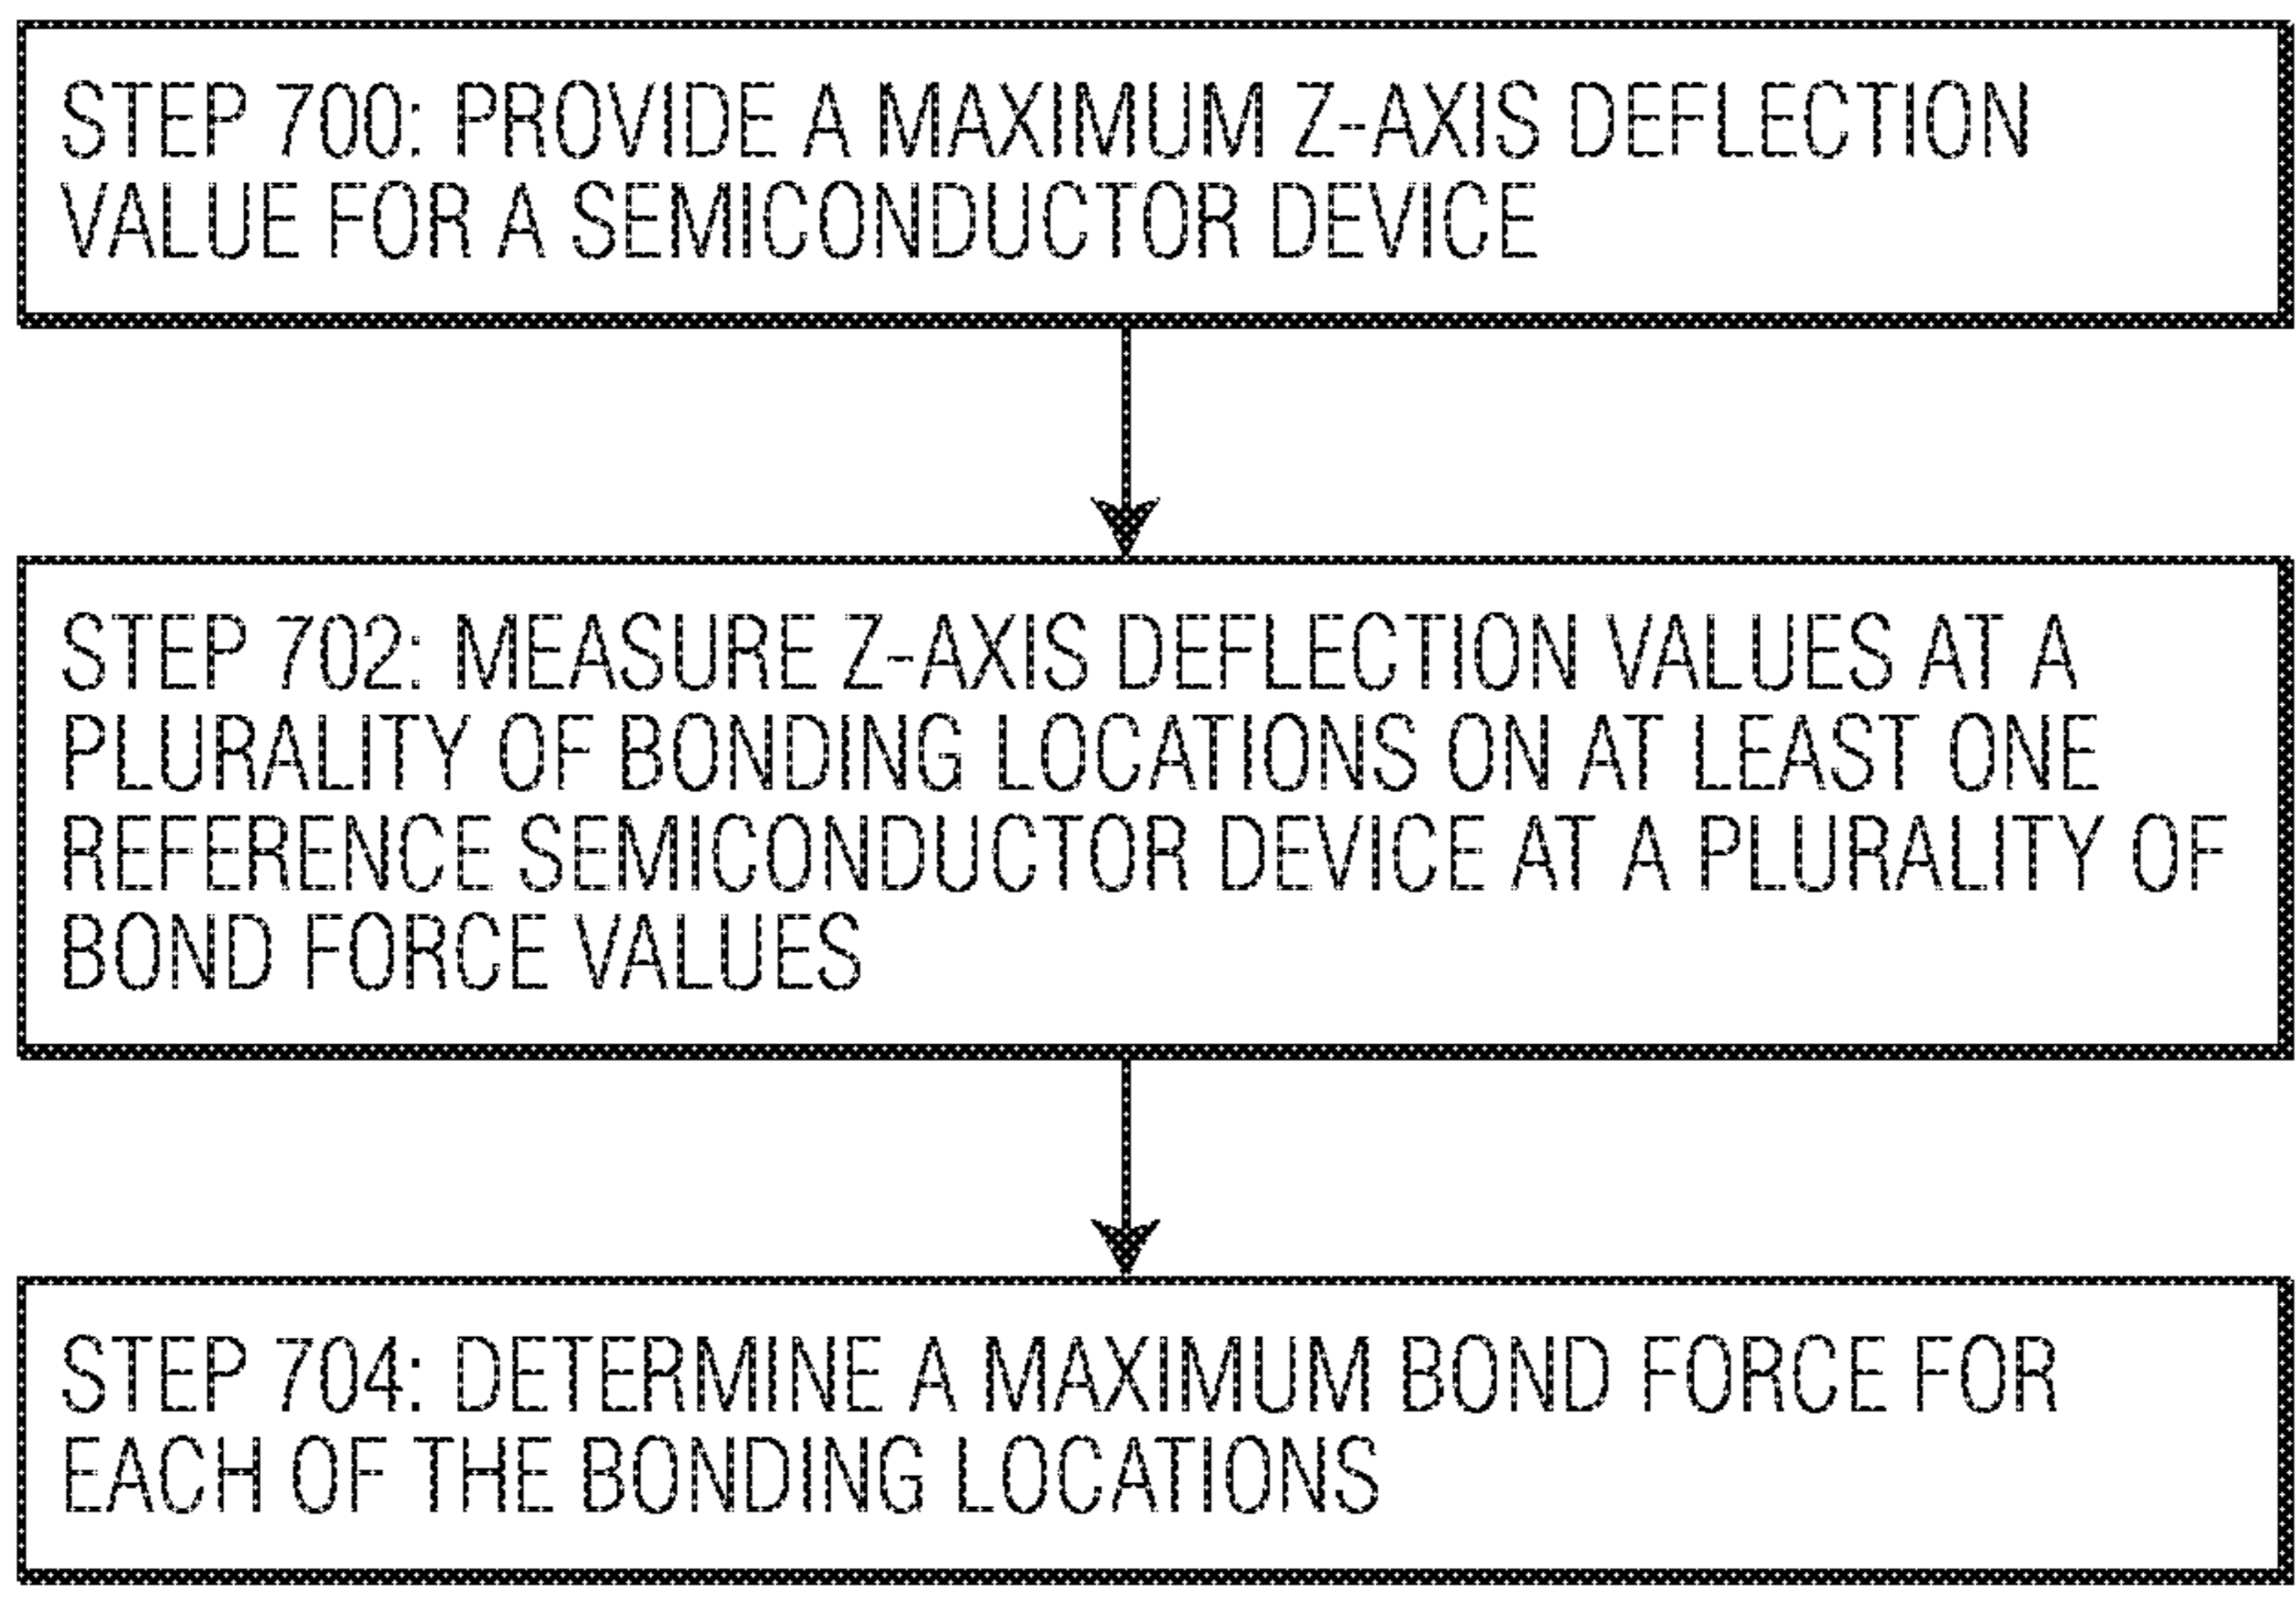 STEP 700: PROVIDE A MAXIMUM Z-AXIS DEFLECTION
VALUE FOR A SEMICONDUCTOR DEVICE
STEP 702: MEASURE Z-AXIS DEFLECTION VALUES AT A
PLURALITY OF BONDING LOCATIONS ON AT LEAST ONE
REFERENCE SEMICONDUCTOR DEVICE AT A PLURALITY OF
BOND FORCE VALUES
STEP 704: DETERMINE A MAXIMUM BOND FORCE FOR
EACH OF THE BONDING LOCATIONS